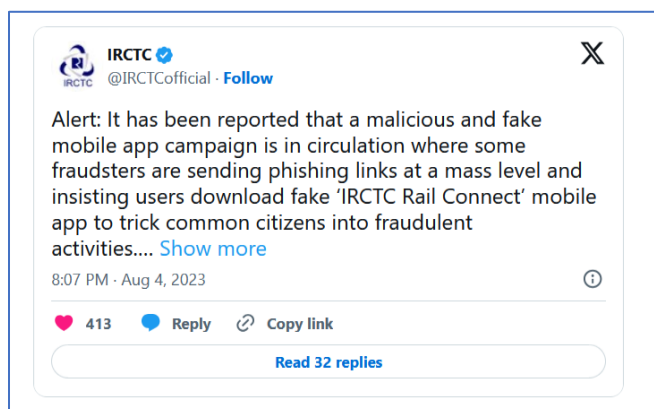 IRCTC
@IRCTCofficial · Follow
IRCTC
Alert: It has been reported that a malicious and fake
mobile app campaign is in circulation where some
fraudsters are sending phishing links at a mass level and
insisting users download fake ‘IRCTC Rail Connect’ mobile
app to trick common citizens into fraudulent
activities.... Show more
8:07 PM · Aug 4, 2023
413 Reply Copy link
Read 32 replies